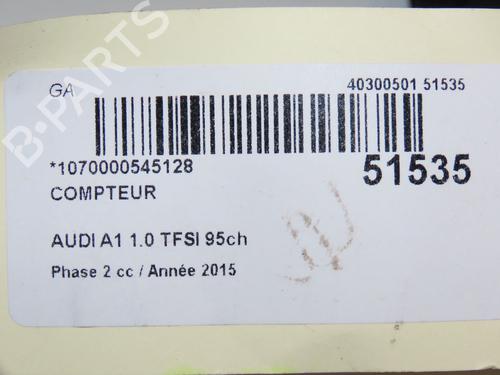 GA
40300501 51535
*1070000545128
51535
COMPTEUR
AUDI A1 1.0 TFSI 95ch
Phase 2 cc / Année 2015
B-PARTS